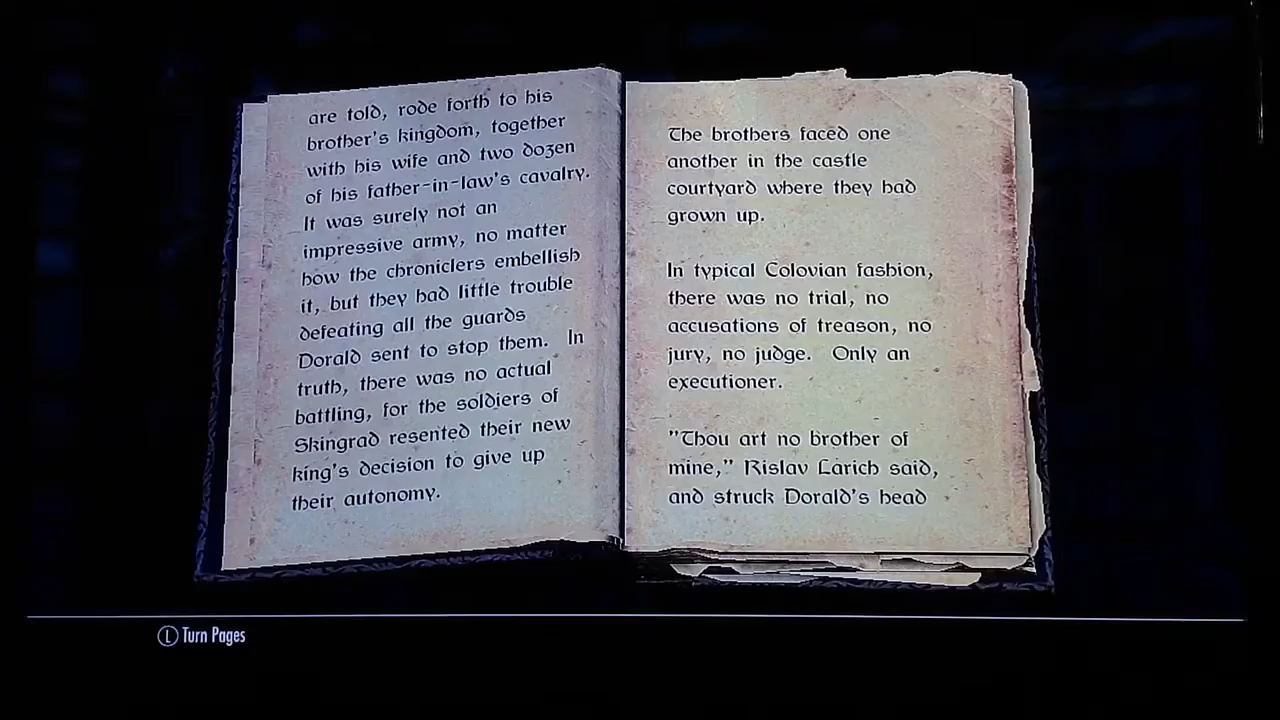 are told, rode forth to his
brother's kingdom, together
with his wife and two dozen
of his father-in-law's cavalry.
It was surely not an
impressive army, no matter
how the chroniclers embellish
it, but they had little trouble
defeating all the guards
Dorald sent to stop them.  In
truth, there was no actual
battling, for the soldiers of
Skingrad resented their new
king's decision to give up
their autonomy.
The brothers faced one
another in the castle
courtyard where they had
grown up.
In typical Colovian fashion,
there was no trial, no
accusations of treason, no
jury, no judge.  Only an
executioner.
"Thou art no brother of
mine," Rislav Larich said,
and struck Dorald's head
L Turn Pages